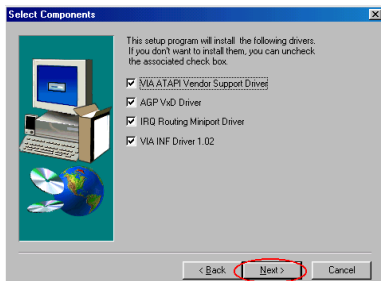 Select Components
This setup program will install the following drivers.
If you don't want to install them, you can uncheck
the associated check box.
VIA ATAPI Vendor Support Driver
AGP VxD Driver
IRQ Routing Miniport Driver
VIA INF Driver 1.02
< Back
Next >
Cancel